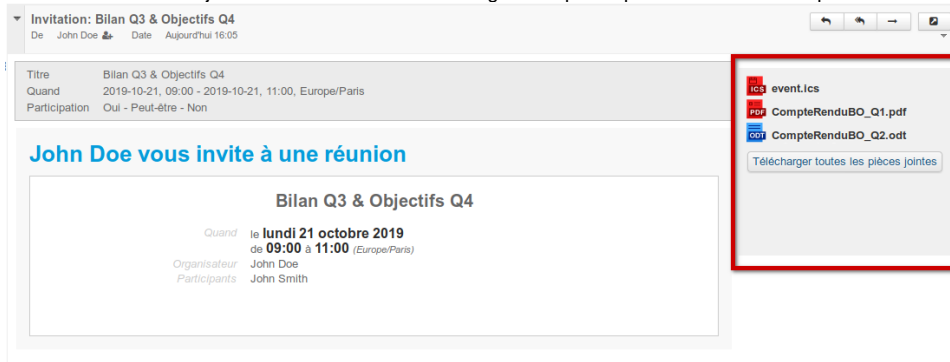 Invitation: Bilan Q3 & Objectifs Q4
De John Doe Date Aujourd'hui 16:05
Titre Bilan Q3 & Objectifs Q4
Quand 2019-10-21, 09:00 - 2019-10-21, 11:00, Europe/Paris
Participation Oui - Peut-être - Non
ICS event.ics
PDF CompteRenduBO_Q1.pdf
ODT CompteRenduBO_Q2.odt
Télécharger toutes les pièces jointes
John Doe vous invite à une réunion
Bilan Q3 & Objectifs Q4
Quand le lundi 21 octobre 2019
de 09:00 à 11:00 (Europe/Paris)
Organisateur John Doe
Participants John Smith